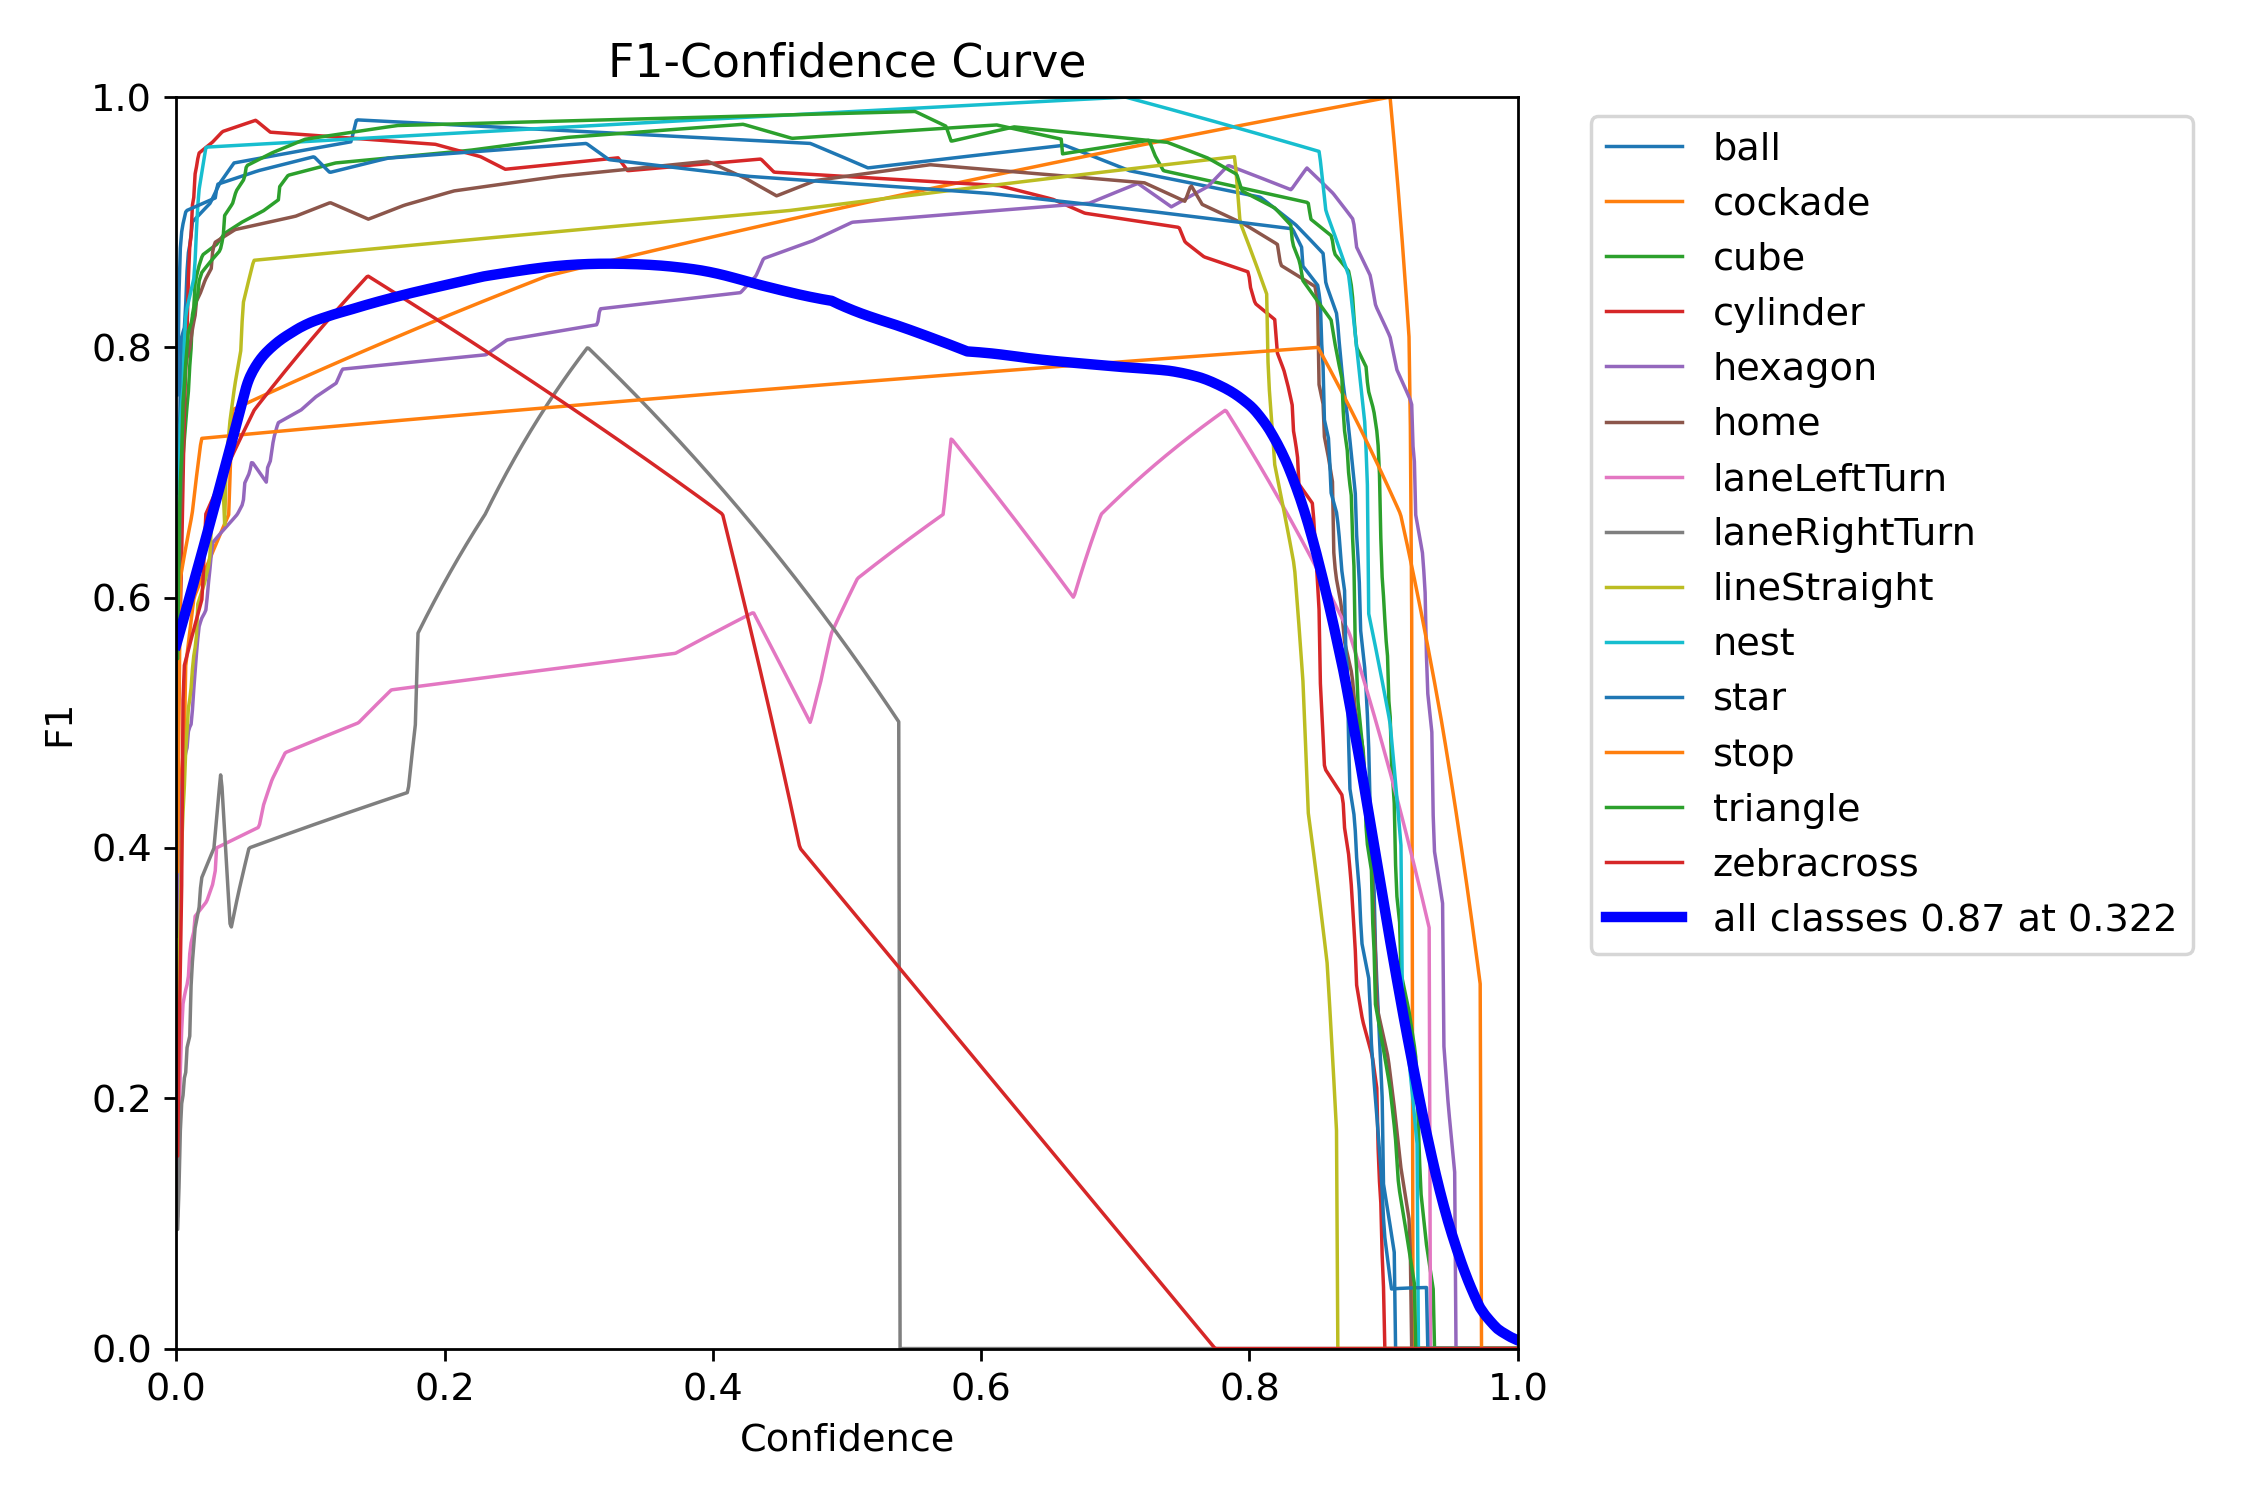 F1-Confidence Curve
1.0
0.8
0.6
0.4
0.2
0.0
F1
0.0 0.2 0.4 0.6 0.8 1.0
Confidence
ball
cockade
cube
cylinder
hexagon
home
laneLeftTurn
laneRightTurn
lineStraight
nest
star
stop
triangle
zebracross
all classes 0.87 at 0.322